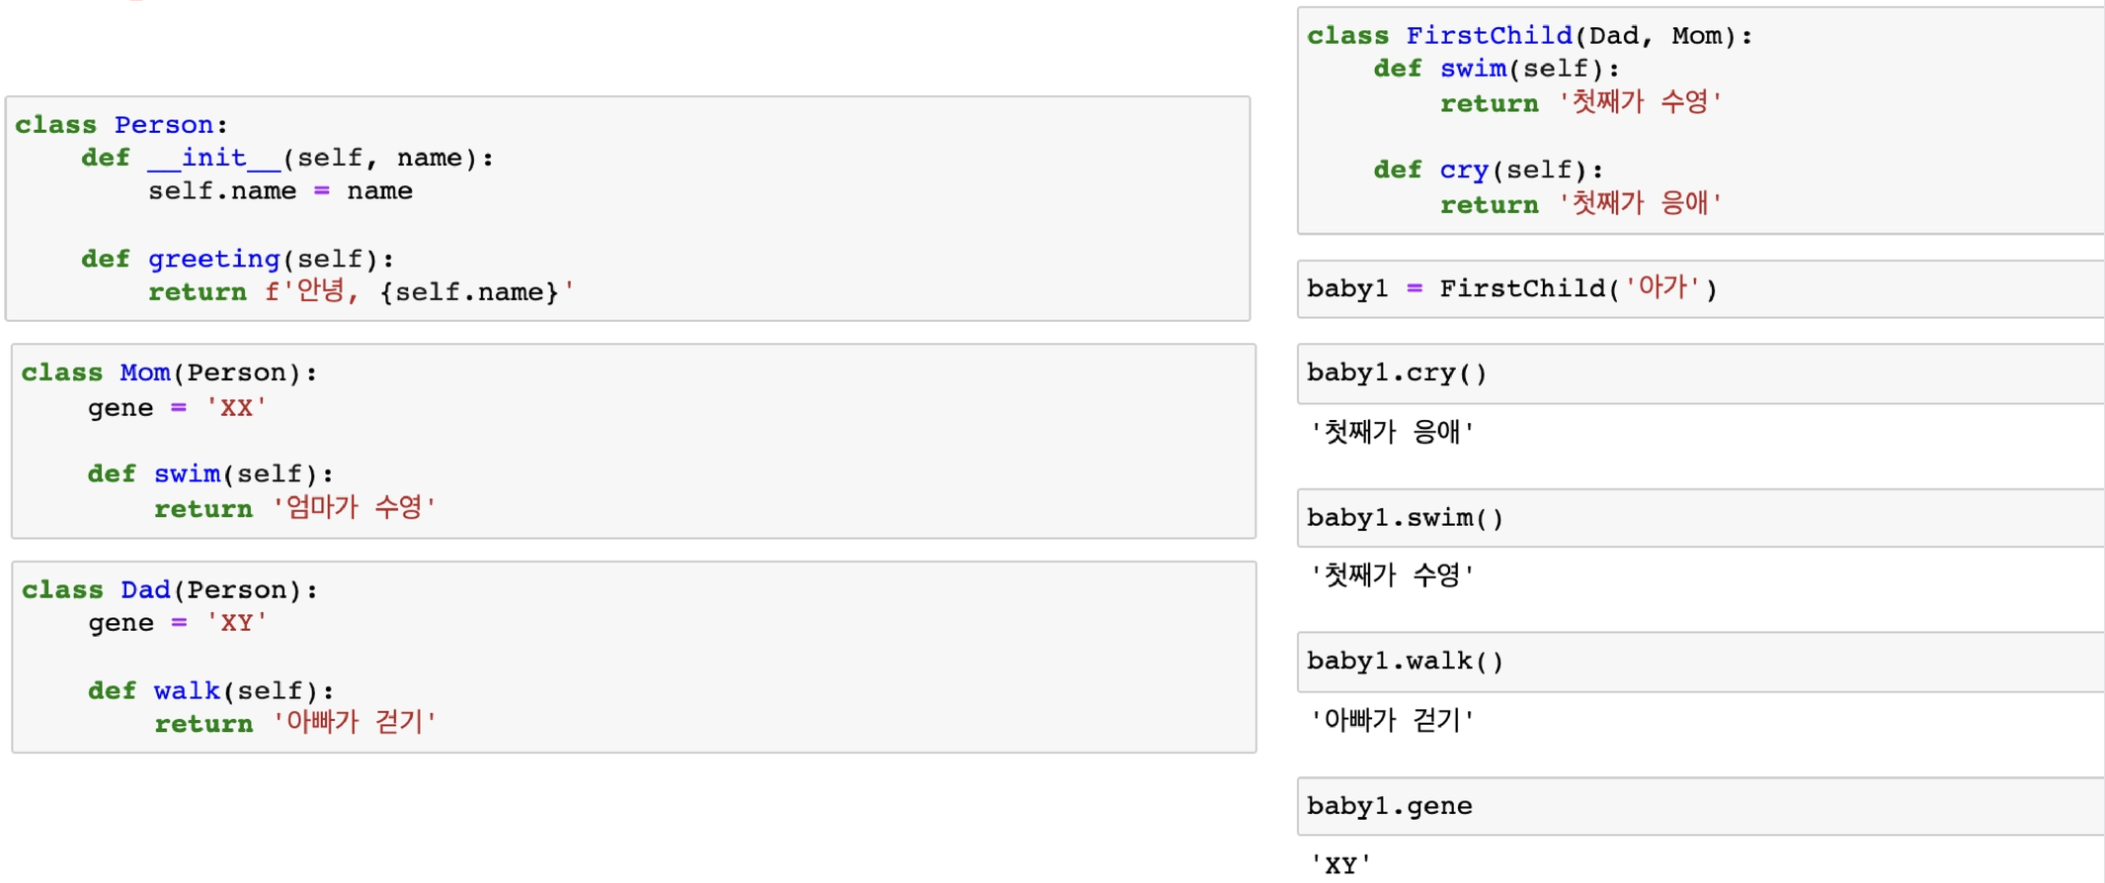 class Person:
    def __init__(self, name):
        self.name = name

    def greeting(self):
        return f'안녕, {self.name}'

class Mom(Person):
    gene = 'XX'

    def swim(self):
        return '엄마가 수영'

class Dad(Person):
    gene = 'XY'

    def walk(self):
        return '아빠가 걷기'

class FirstChild(Dad, Mom):
    def swim(self):
        return '첫째가 수영'

    def cry(self):
        return '첫째가 응애'

baby1 = FirstChild('아가')

baby1.cry()
'첫째가 응애'

baby1.swim()
'첫째가 수영'

baby1.walk()
'아빠가 걷기'

baby1.gene
'XY'